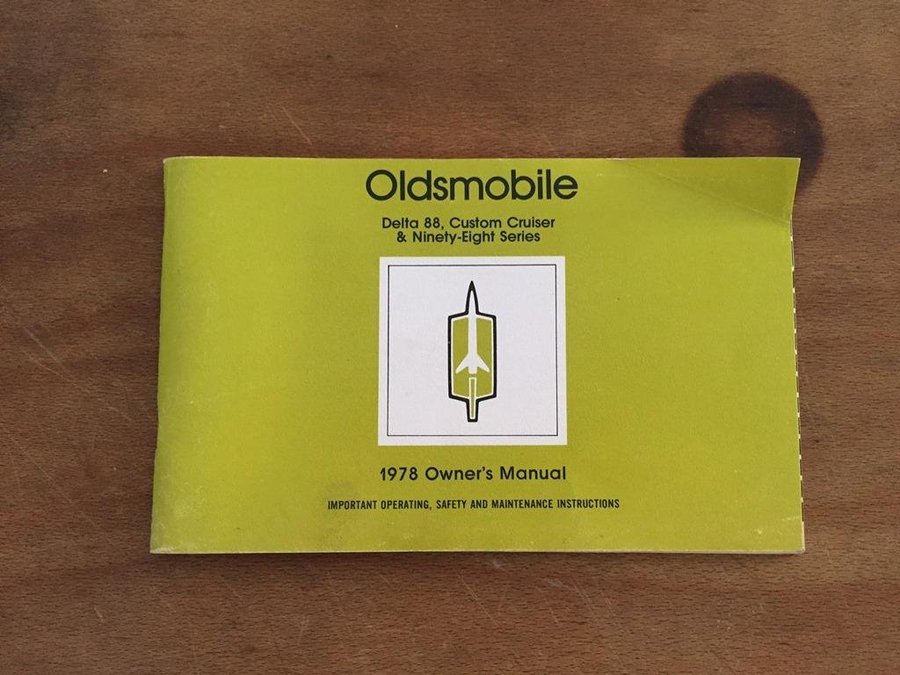 Oldsmobile
Delta 88, Custom Cruiser
& Ninety-Eight Series
1978 Owner's Manual
IMPORTANT OPERATING, SAFETY AND MAINTENANCE INSTRUCTIONS